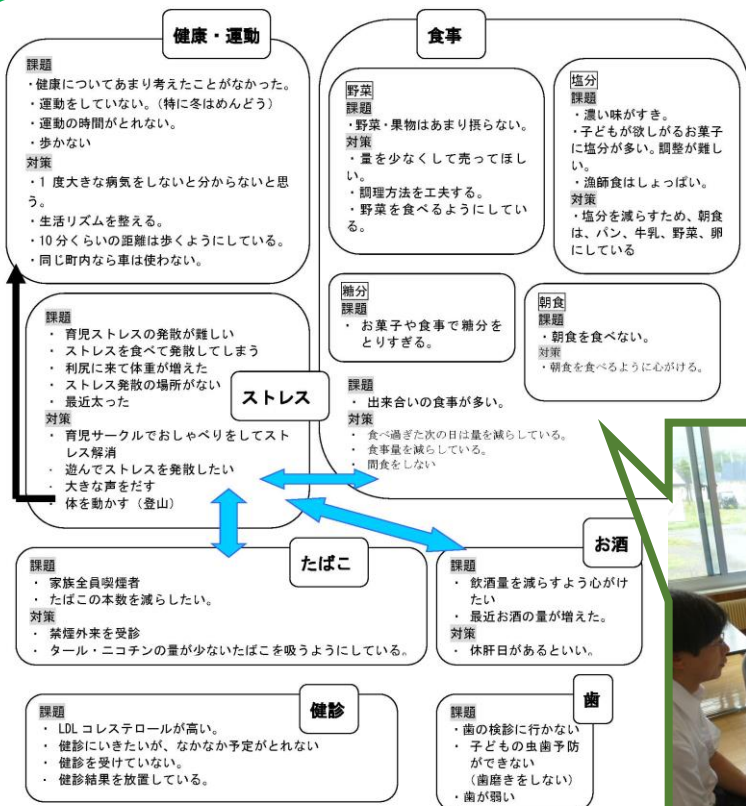 健康・運動
課題
・健康についてあまり考えたことがなかった。
・運動をしていない。(特に冬はめんどう)
・運動の時間がとれない。
・歩かない
対策
・1 度大きな病気をしないと分からないと思
う。
・生活リズムを整える。
・10 分くらいの距離は歩くようにしている。
・同じ町内なら車は使わない。
食事
野菜
課題
・野菜・果物はあまり摂らない。
対策
・量を少なくして売ってほし
い。
・調理方法を工夫する。
・野菜を食べるようにしてい
る。
塩分
課題
・濃い味がすき。
・子どもが欲しがるお菓子
に塩分が多い。調整が難し
い。
・漁師食はしょっぱい。
対策
・塩分を減らすため、朝食
は、パン、牛乳、野菜、卵
にしている
糖分
課題
・ お菓子や食事で糖分を
とりすぎる。
朝食
課題
・朝食を食べない。
対策
・朝食を食べるように心がける。
課題
・ 出来合いの食事が多い。
対策
・ 食べ過ぎた次の日は量を減らしている。
・ 食事量を減らしている。
・ 間食をしない
ストレス
課題
・ 育児ストレスの発散が難しい
・ ストレスを食べて発散してしまう
・ 利尻に来て体重が増えた
・ ストレス発散の場所がない
・ 最近太った
対策
・ 育児サークルでおしゃべりをしてスト
レス解消
・ 遊んでストレスを発散したい
・ 大きな声をだす
・ 体を動かす（登山）
たばこ
課題
・ 家族全員喫煙者
・ たばこの本数を減らしたい。
対策
・ 禁煙外来を受診
・ タール・ニコチンの量が少ないたばこを吸うようにしている。
お酒
課題
・ 飲酒量を減らすよう心がけ
たい
・ 最近お酒の量が増えた。
対策
・ 休肝日があるといい。
健診
課題
・ LDL コレステロールが高い。
・ 健診にいきたいが、なかなか予定がとれない
・ 健診を受けていない。
・ 健診結果を放置している。
歯
課題
・歯の検診に行かない
・ 子どもの虫歯予防
ができない
（歯磨きをしない）
・歯が弱い